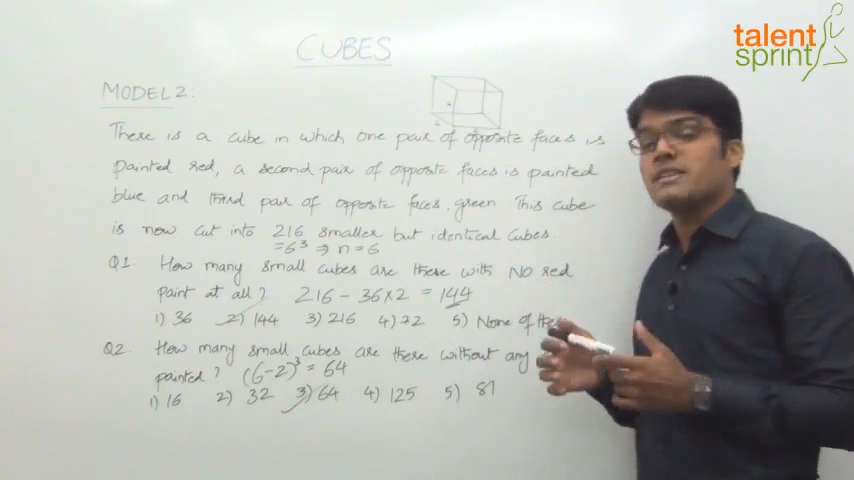 talent
sprint
CUBES
MODEL 2:
There is a cube in which one pair of opposite faces is
painted red, a second pair of opposite faces is painted
blue and third pair of opposite faces, green This cube
is now cut into 216 smaller but identical cubes.
= 6³ ⇒ n = 6
Q1. How many small cubes are there with NO red
paint at all? 216 - 36 x 2 = 144
1) 36 2) 144 3) 216 4) 72 5) None of
Q2. How many small cubes are there without any
painted? (6-2)³ = 64
1) 16 2) 32 3) 64 4) 125 5) 81